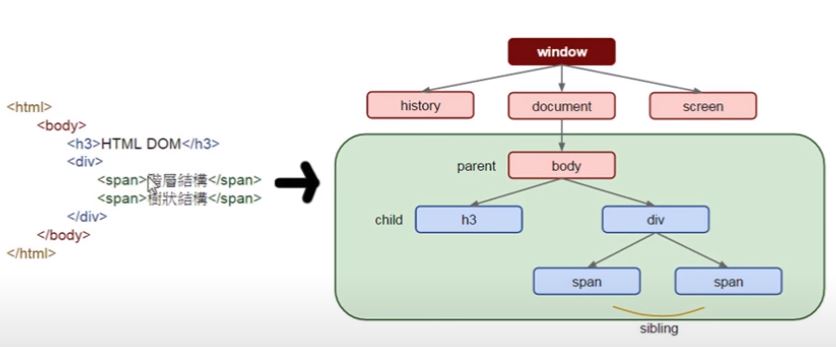 <html>
<body>
<h3>HTML DOM</h3>
<div>
<span>階層結構</span>
<span>樹狀結構</span>
</div>
</body>
</html>
window
history document screen
parent body
child h3 div
span span
sibling